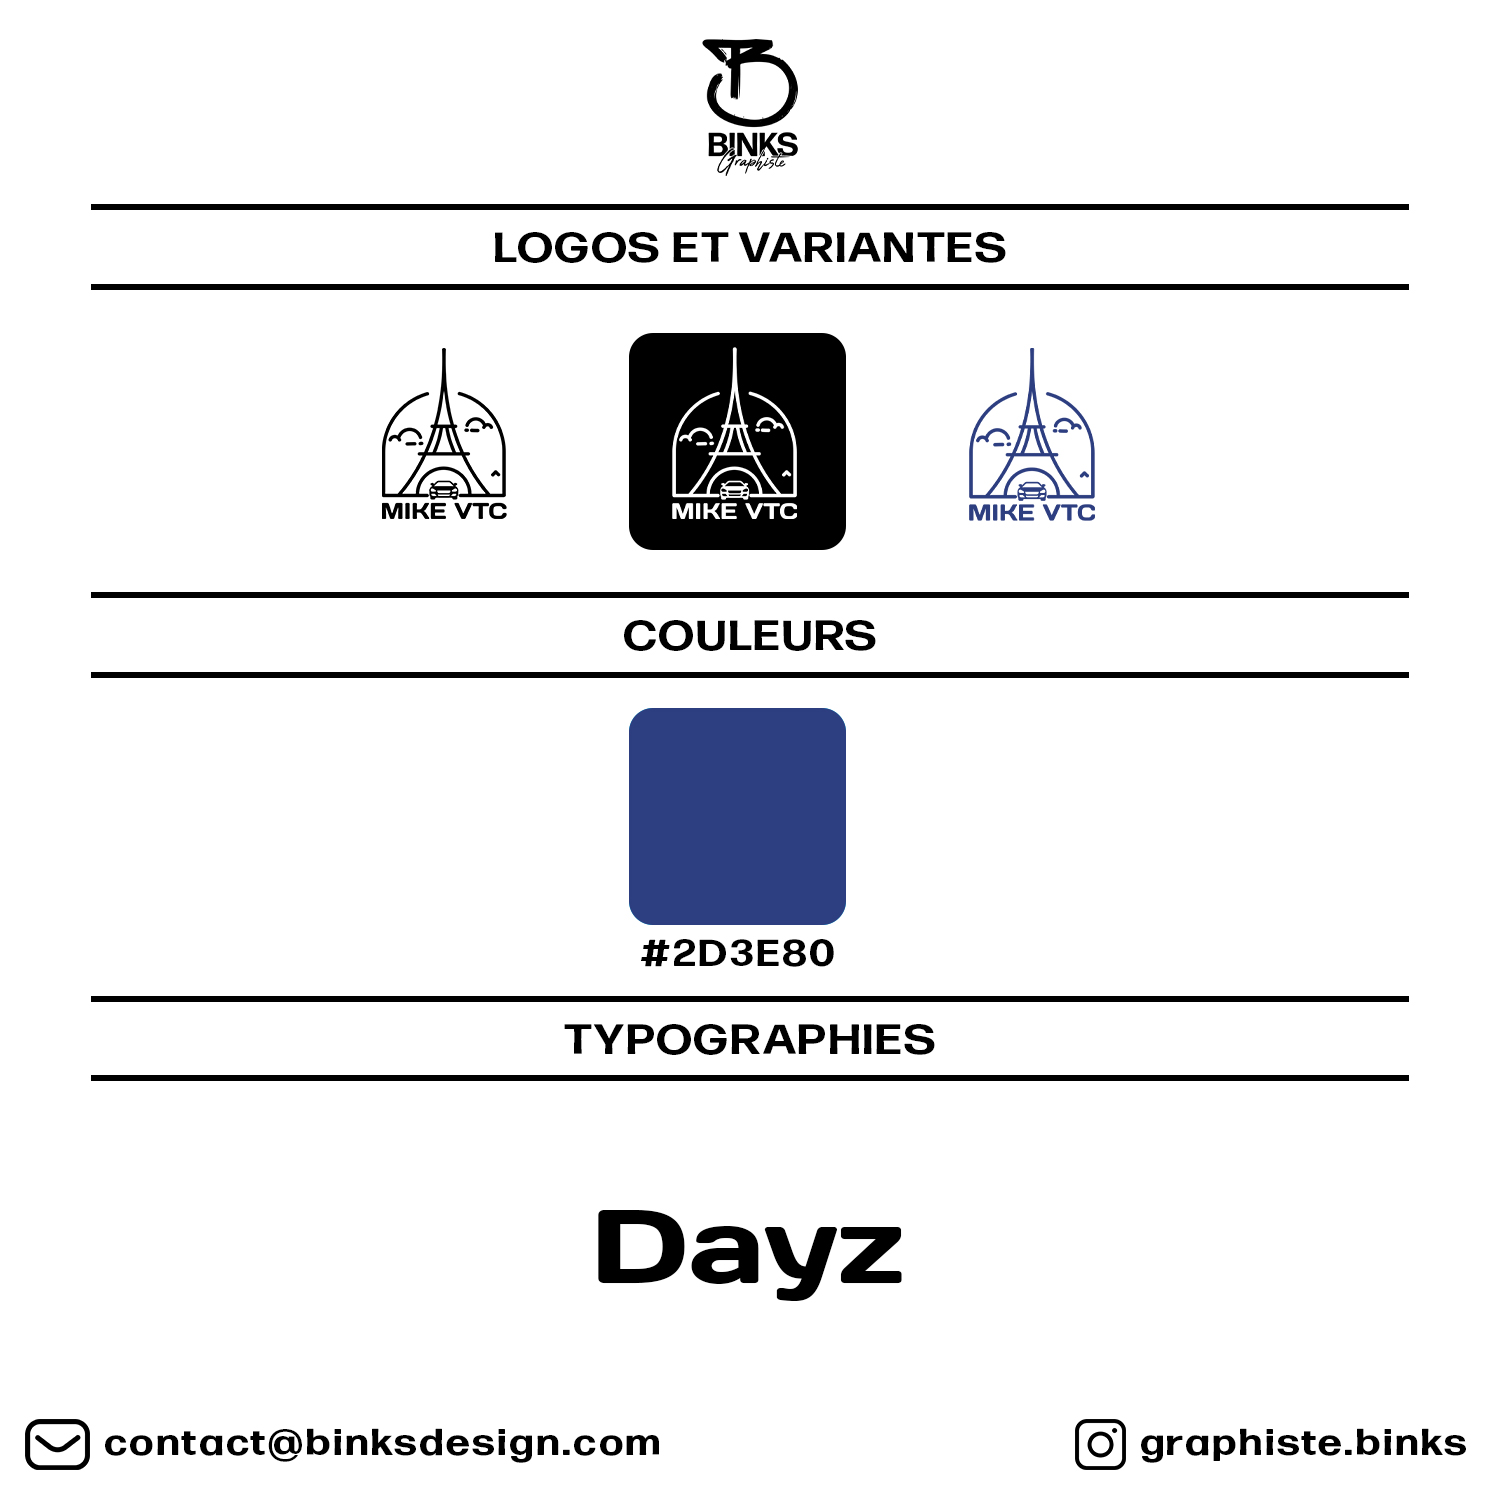 BINKS
Graphiste
LOGOS ET VARIANTES
MIKE VTC
MIKE VTC
MIKE VTC
COULEURS
#2D3E80
TYPOGRAPHIES
Dayz
contact@binksdesign.com
graphiste.binks